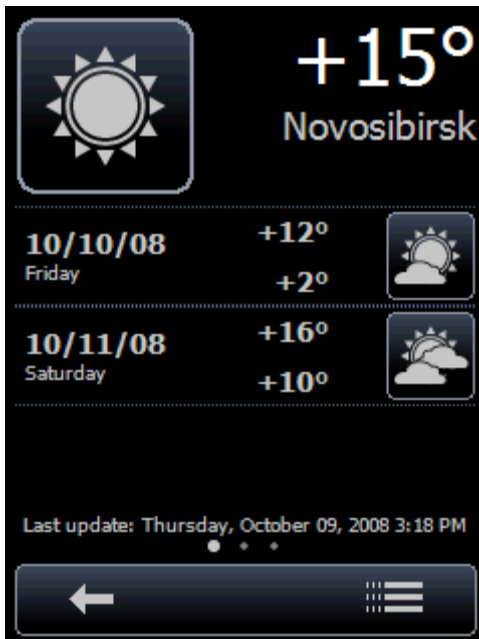 +15°
Novosibirsk
10/10/08
Friday
+12°
+2°
10/11/08
Saturday
+16°
+10°
Last update: Thursday, October 09, 2008 3:18 PM